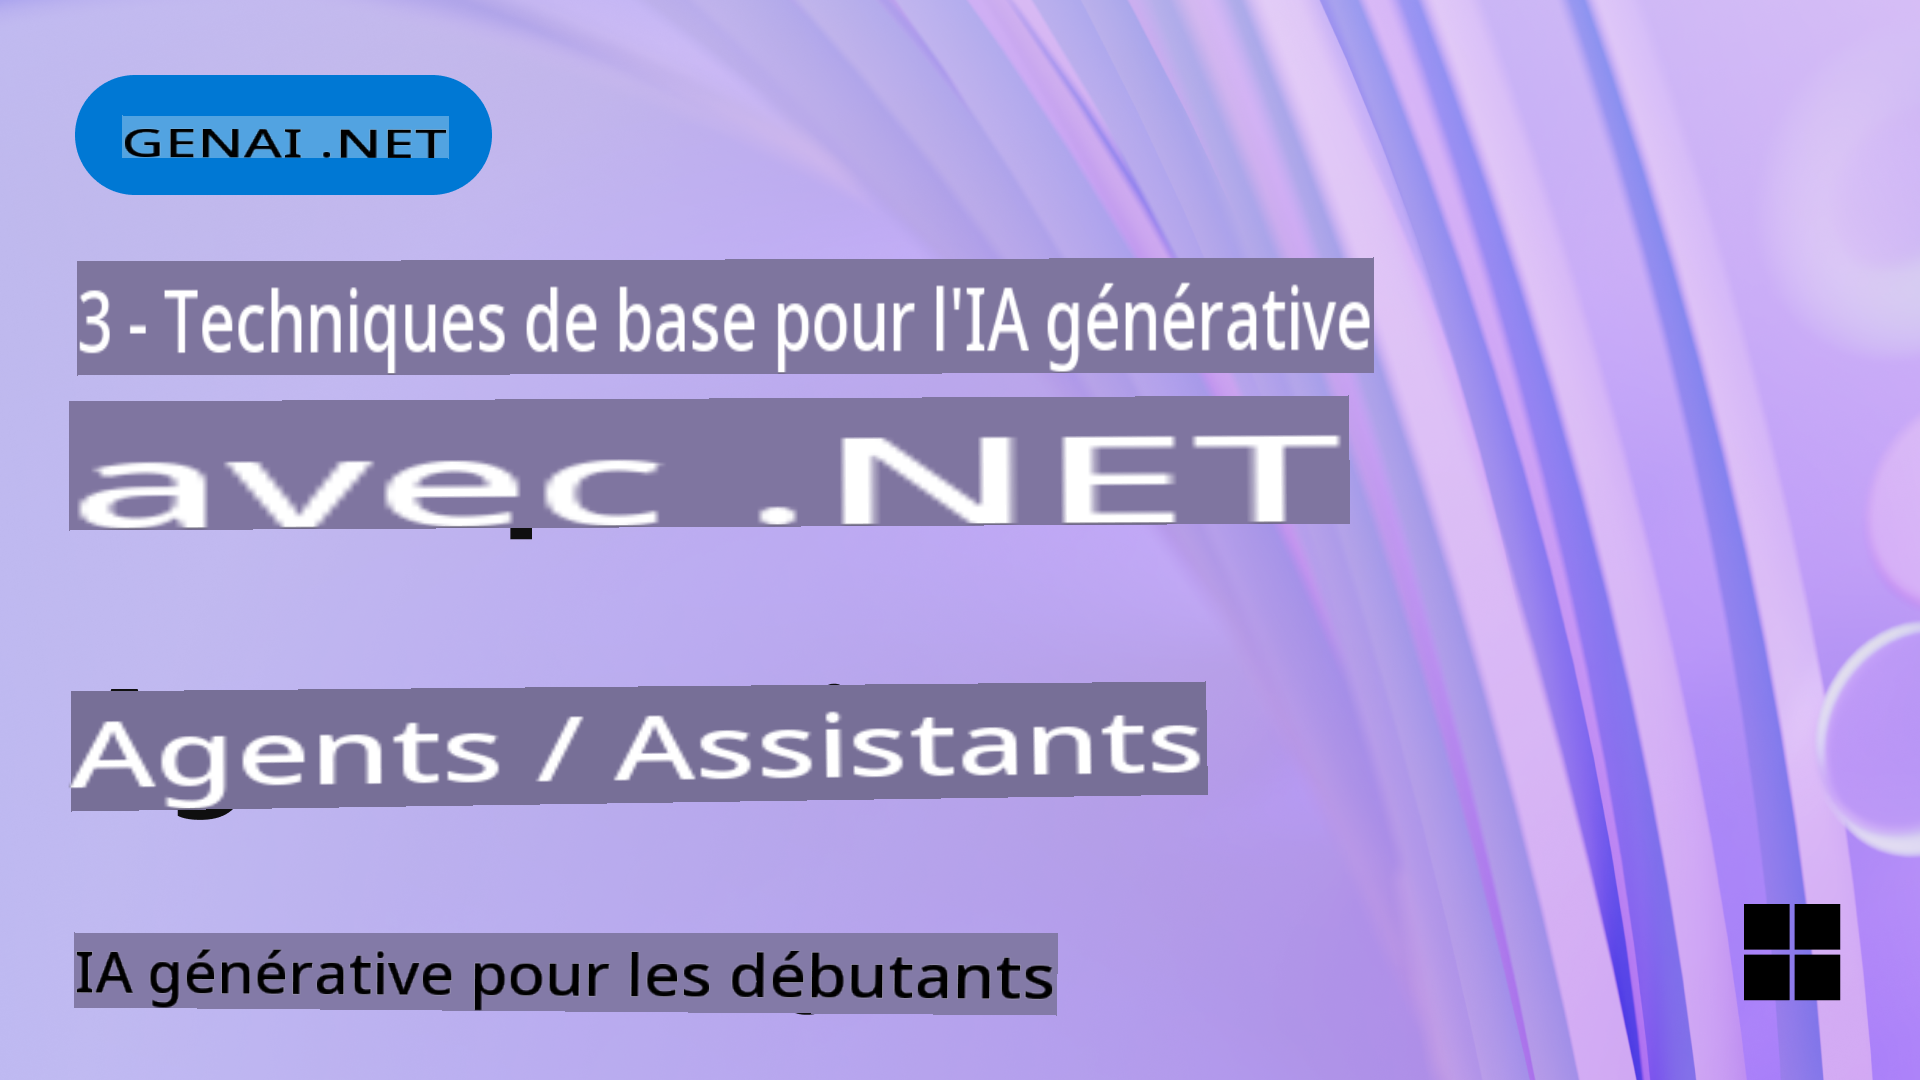 GENAI .NET
3 - Techniques de base pour l'IA générative
avec .NET
Agents / Assistants
IA générative pour les débutants